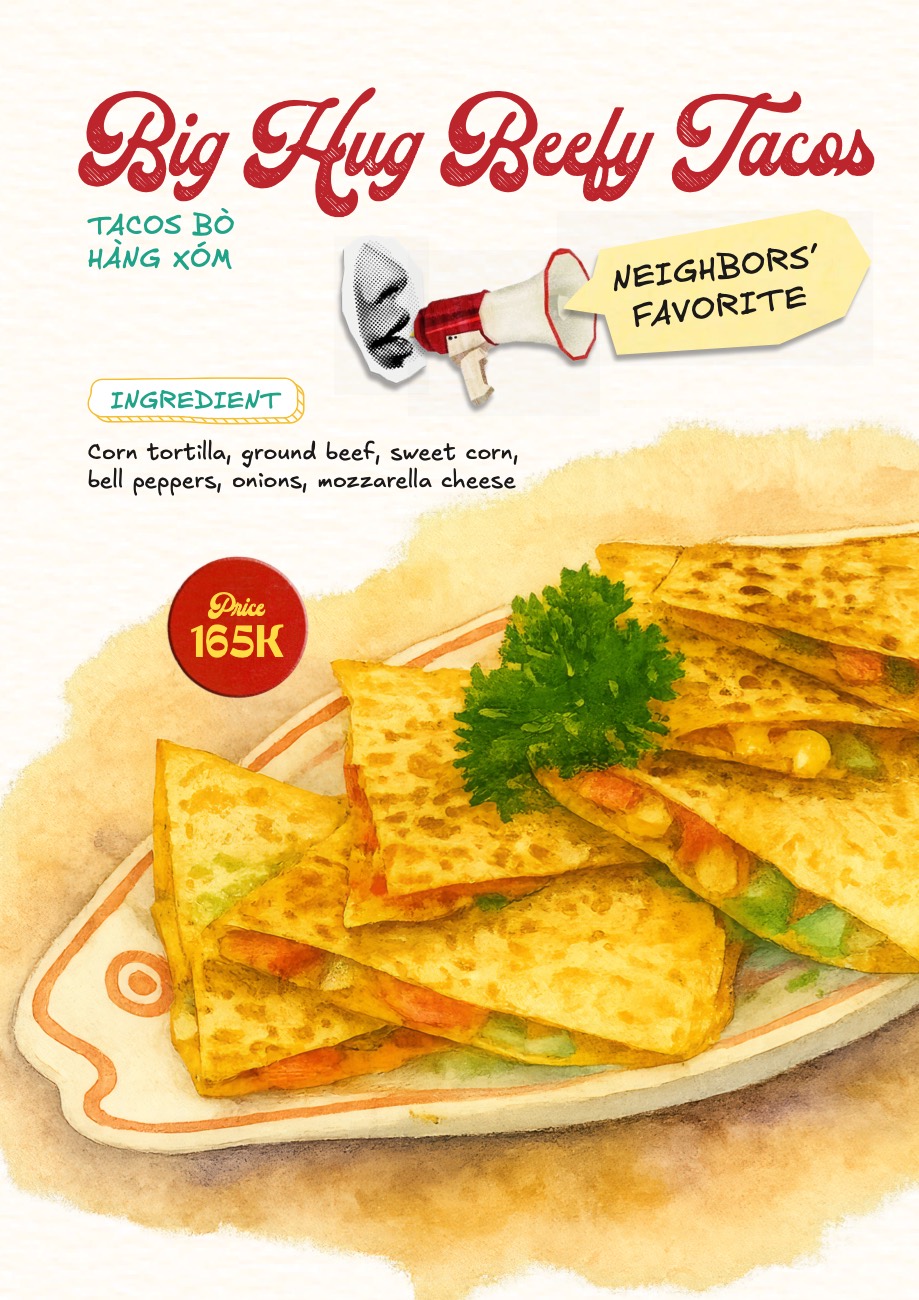 Big Hug Beefy Tacos
TACOS BÒ
HÀNG XÓM
NEIGHBORS'
FAVORITE
INGREDIENT
Corn tortilla, ground beef, sweet corn,
bell peppers, onions, mozzarella cheese
Price
165K